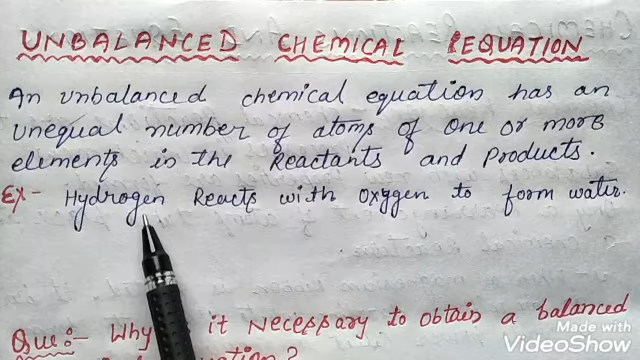 UNBALANCED CHEMICAL EQUATION
An unbalanced chemical equation has an
unequal number of atoms of one or more
elements in the Reactants and Products.
EX- Hydrogen Reacts with Oxygen to form water.
Que:- Why it Necessary to obtain a balanced
Made with
VideoShow